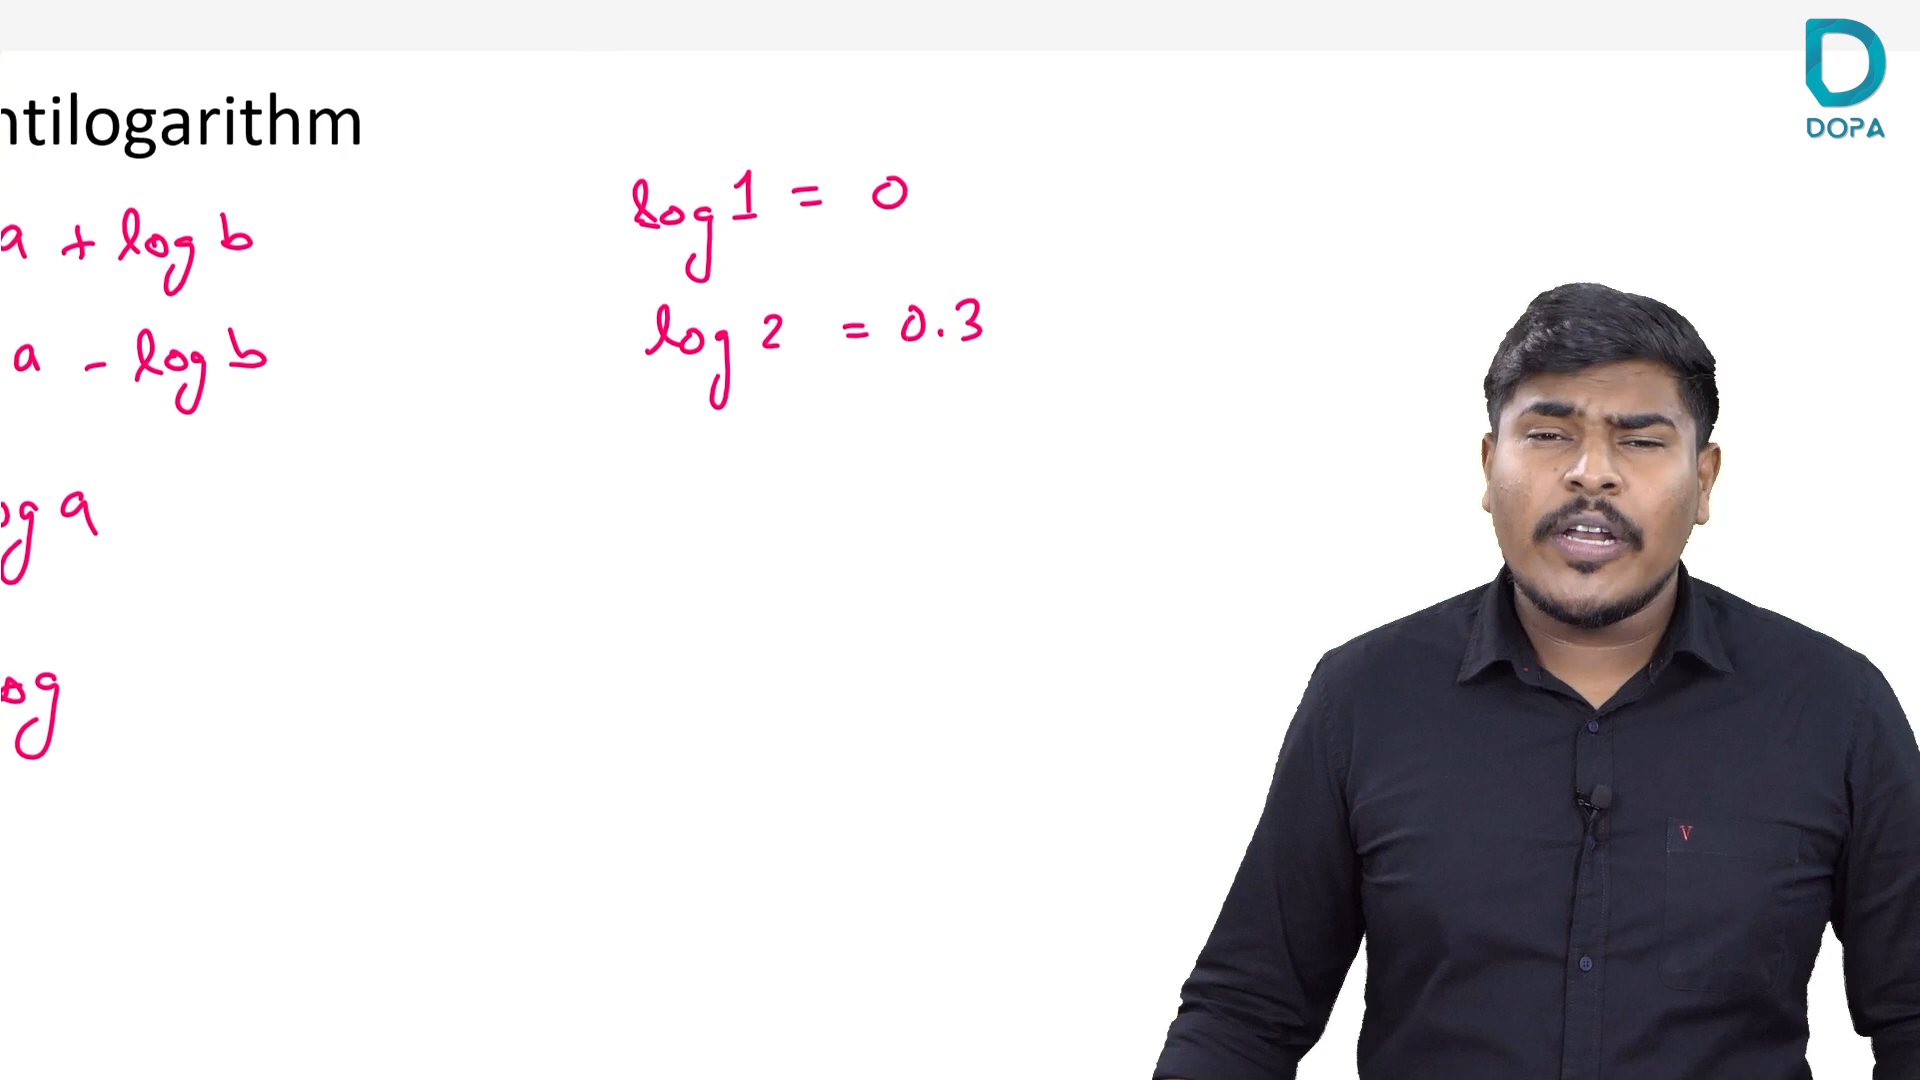 ntilogarithm
DOPA
a + log b
log 1 = 0
a - log b
log 2 = 0.3
og a
og
V